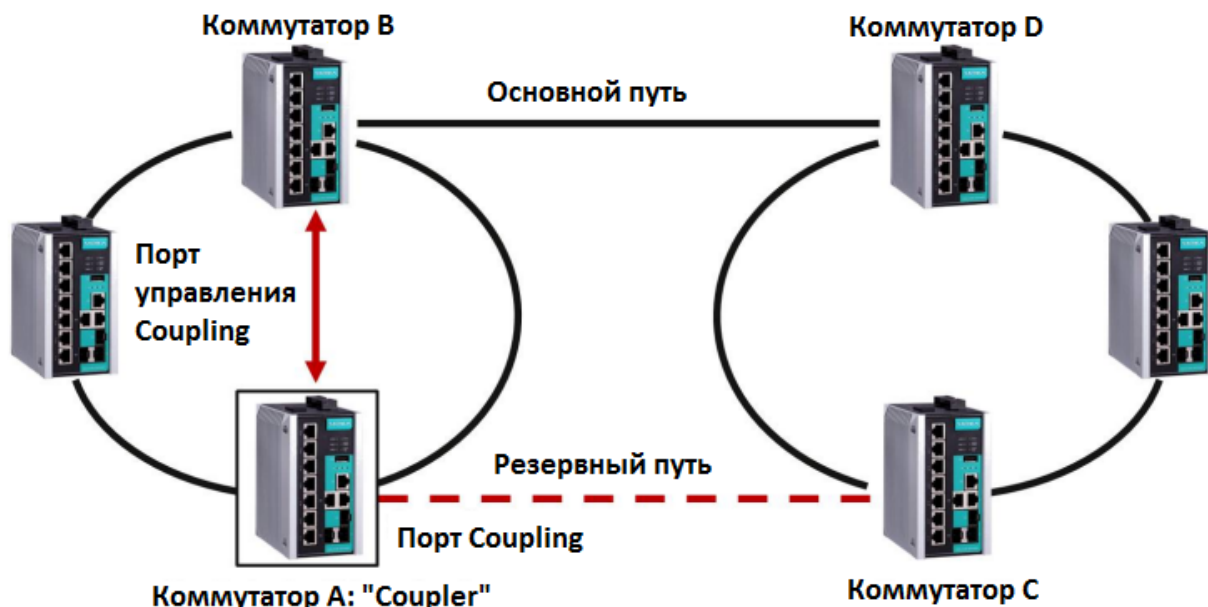 Коммутатор B
Коммутатор D
Основной путь
Порт
управления
Coupling
Резервный путь
Порт Coupling
Коммутатор A: "Coupler"
Коммутатор C